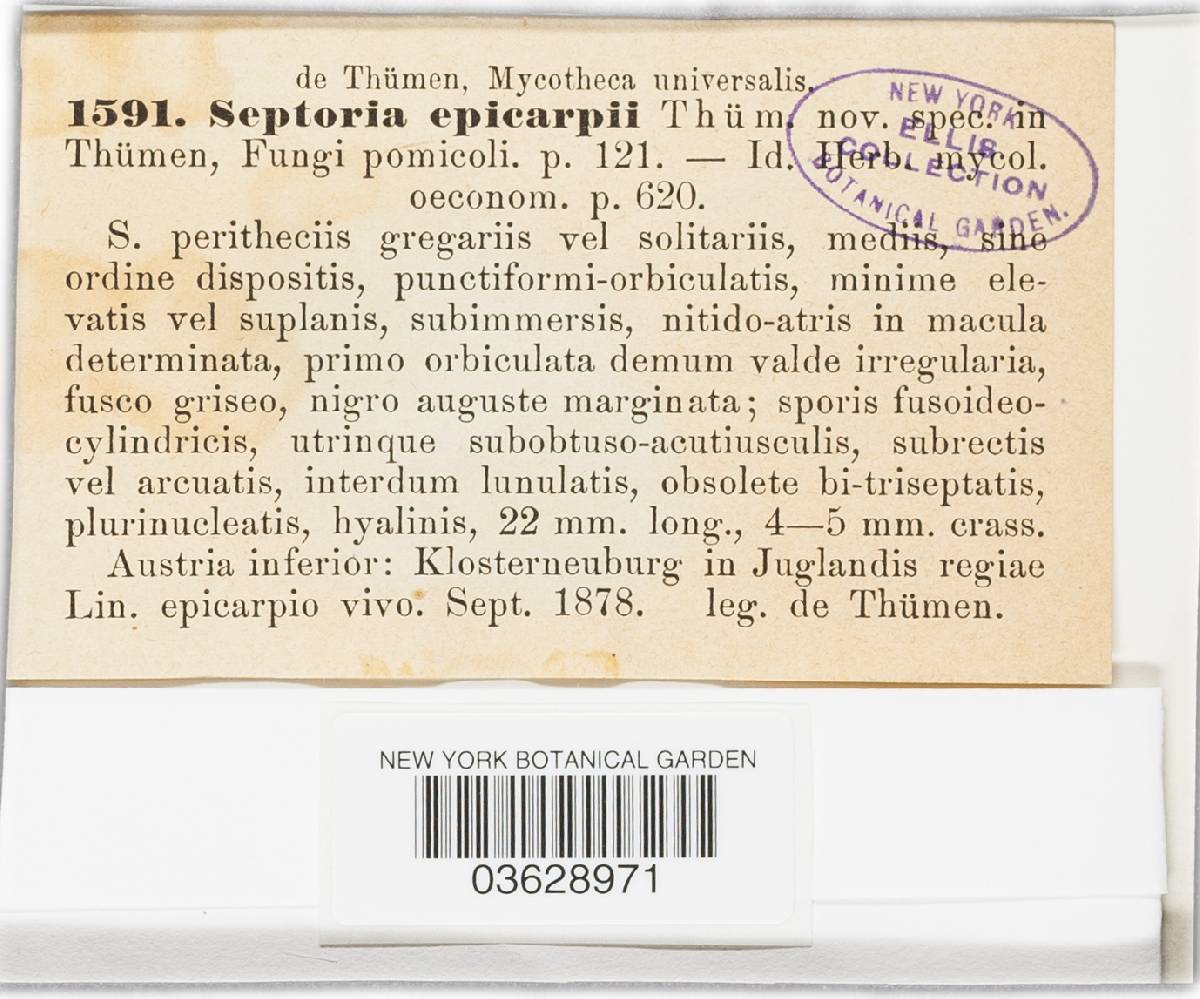 de Thümen, Mycotheca universalis.
1591. Septoria epicarpii Thüm. nov. spec. in
Thümen, Fungi pomicoli. p. 121. — Id. Herb. mycol.
oeconom. p. 620.
S. peritheciis gregariis vel solitariis, mediis, sine
ordine dispositis, punctiformi-orbiculatis, minime ele-
vatis vel suplanis, subimmersis, nitido-atris in macula
determinata, primo orbiculata demum valde irregularia,
fusco griseo, nigro auguste marginata; sporis fusoideo-
cylindricis, utrinque subobtuso-acutiusculis, subrectis
vel arcuatis, interdum lunulatis, obsolete bi-triseptatis,
plurinucleatis, hyalinis, 22 mm. long., 4—5 mm. crass.
Austria inferior: Klosterneuburg in Juglandis regiae
Lin. epicarpio vivo. Sept. 1878. leg. de Thümen.
NEW YORK
ELLIS
COLLECTION
BOTANICAL GARDEN.
NEW YORK BOTANICAL GARDEN
03628971